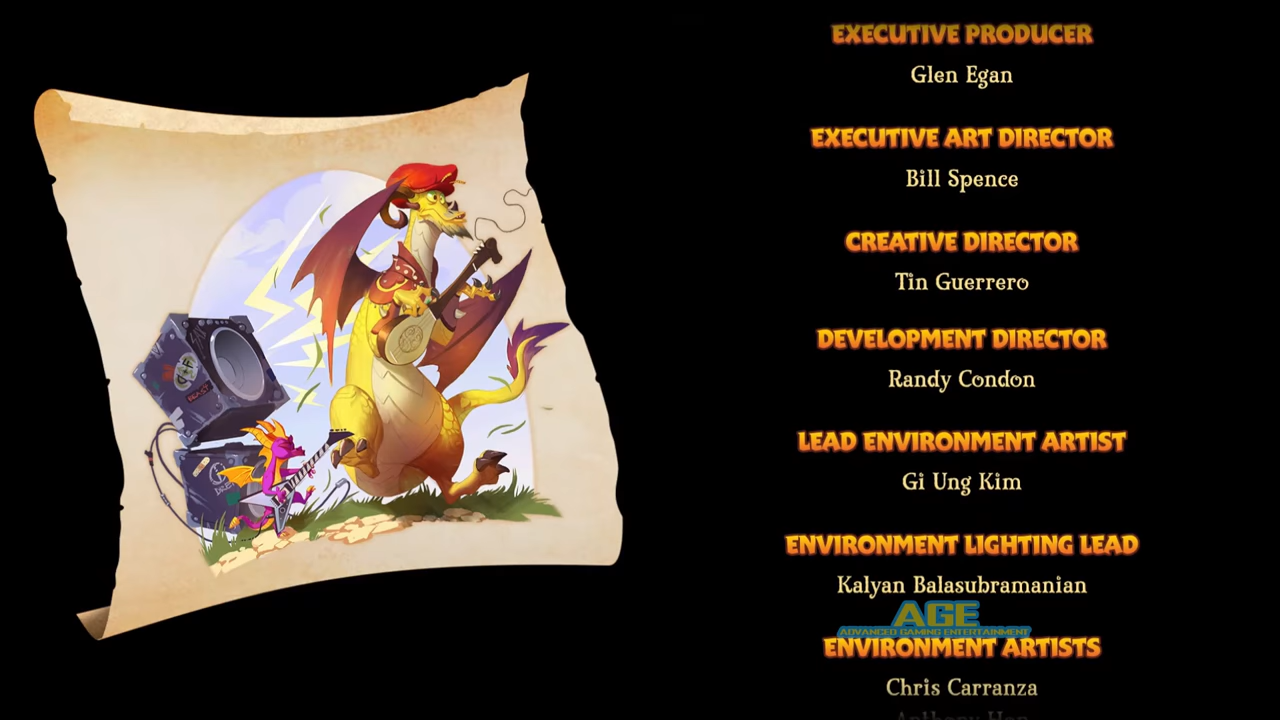 EXECUTIVE PRODUCER
Glen Egan
EXECUTIVE ART DIRECTOR
Bill Spence
CREATIVE DIRECTOR
Tin Guerrero
DEVELOPMENT DIRECTOR
Randy Condon
LEAD ENVIRONMENT ARTIST
Gi Ung Kim
ENVIRONMENT LIGHTING LEAD
Kalyan Balasubramanian
AGE
ADVANCED GAMING ENTERTAINMENT
ENVIRONMENT ARTISTS
Chris Carranza